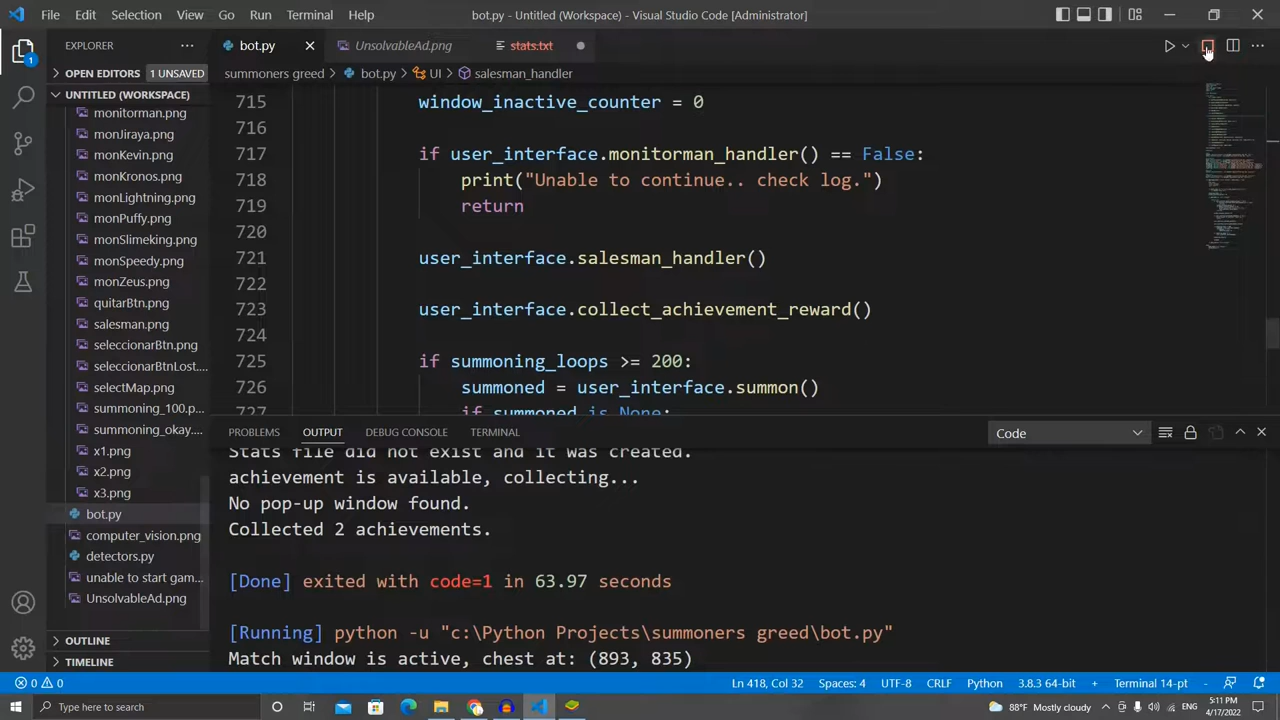 File Edit Selection View Go Run Terminal Help
bot.py - Untitled (Workspace) - Visual Studio Code [Administrator]
EXPLORER
bot.py
UnsolvableAd.png
stats.txt
OPEN EDITORS 1 UNSAVED
summoners greed > bot.py > UI > salesman_handler
UNTITLED (WORKSPACE)
monitorman.png
monJiraya.png
monKevin.png
monKronos.png
monLightning.png
monPuffy.png
monSlimeking.png
monSpeedy.png
monZeus.png
quitarBtn.png
salesman.png
seleccionarBtn.png
seleccionarBtnLost...
selectMap.png
summoning_100.p...
summoning_okay...
x1.png
x2.png
x3.png
bot.py
computer_vision.png
detectors.py
unable to start gam...
UnsolvableAd.png
OUTLINE
TIMELINE
715 window_inactive_counter = 0
716
717 if user_interface.monitorman_han () == False:
718 prin able to continue... log.")
719 retur
720
721 user_interface.salesman_handler()
722
723 user_interface.collect_achievement_reward()
724
725 if summoning_loops >= 200:
726 summoned = user_interface.summon()
727 if summoned is None:
PROBLEMS OUTPUT DEBUG CONSOLE TERMINAL
Code
Stats file did not exist and it was created.
achievement is available, collecting...
No pop-up window found.
Collected 2 achievements.
[Done] exited with code=1 in 63.97 seconds
[Running] python -u "c:\Python Projects\summoners greed\bot.py"
Match window is active, chest at: (893, 835)
0 0
Ln 418, Col 32 Spaces: 4 UTF-8 CRLF Python 3.8.3 64-bit Terminal 14-pt
Type here to search
88°F Mostly cloudy
ENG
5:11 PM
4/17/2022